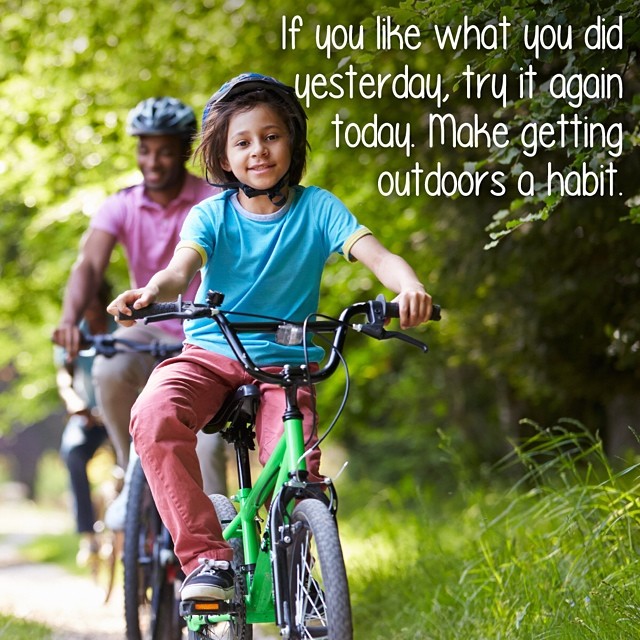 If you like what you did
yesterday, try it again
today. Make getting
outdoors a habit.